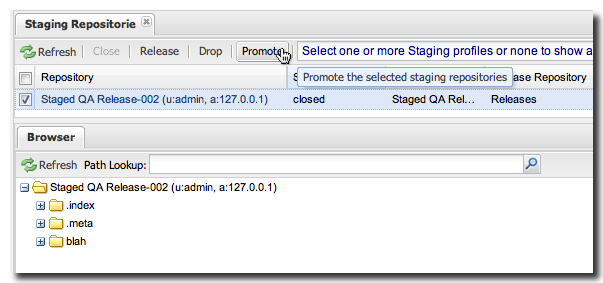 Staging Repositorie
Refresh Close Release Drop Promote Select one or more Staging profiles or none to show a
Repository S Release Repository
Promote the selected staging repositories
Staged QA Release-002 (u:admin, a:127.0.0.1) closed Staged QA Rel... Releases
Browser
Refresh Path Lookup:
Staged QA Release-002 (u:admin, a:127.0.0.1)
.index
.meta
blah